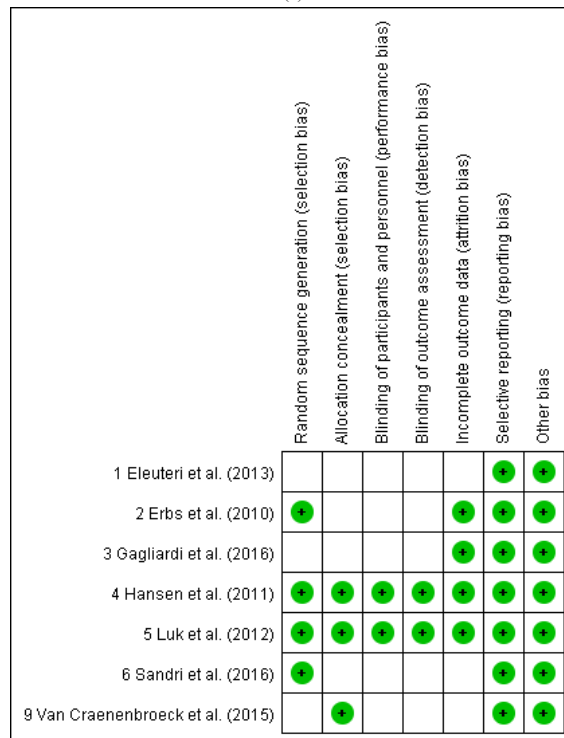 Random sequence generation (selection bias)
Allocation concealment (selection bias)
Blinding of participants and personnel (performance bias)
Blinding of outcome assessment (detection bias)
Incomplete outcome data (attrition bias)
Selective reporting (reporting bias)
Other bias
1 Eleuteri et al. (2013) + +
2 Erbs et al. (2010) + + + +
3 Gagliardi et al. (2016) + + +
4 Hansen et al. (2011) + + + + + + +
5 Luk et al. (2012) + + + + + + +
6 Sandri et al. (2016) + + +
9 Van Craenenbroeck et al. (2015) + + +